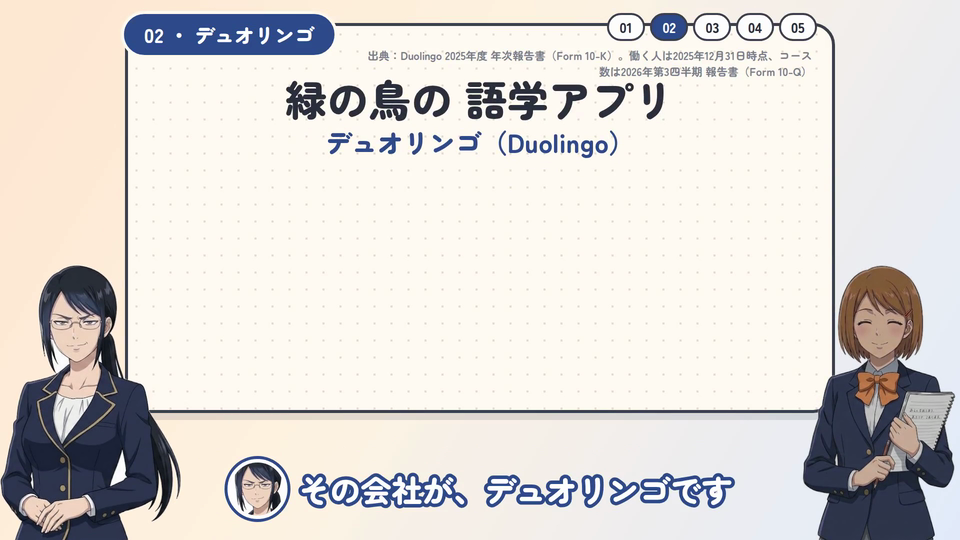 02 ・ デュオリンゴ
01 02 03 04 05
出典：Duolingo 2025年度 年次報告書（Form 10-K）。働く人は2025年12月31日時点、コース
数は2026年第3四半期 報告書（Form 10-Q）
緑の鳥の 語学アプリ
デュオリンゴ（Duolingo）
その会社が、デュオリンゴです